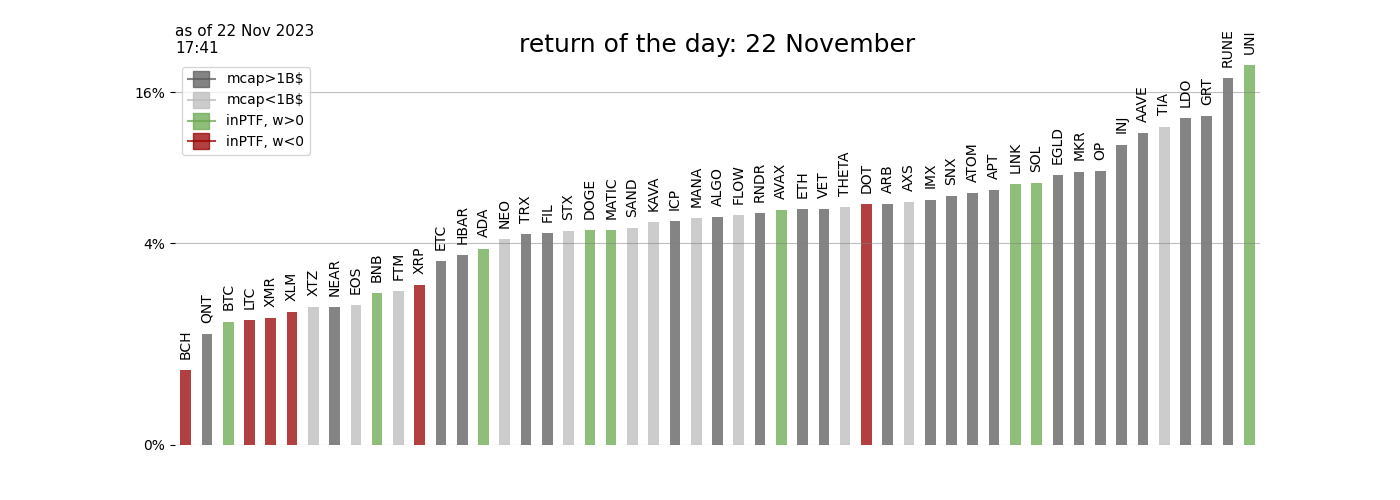 as of 22 Nov 2023
17:41
return of the day: 22 November
mcap>1B$
mcap<1B$
inPTF, w>0
inPTF, w<0
16%
4%
0%
BCH
QNT
BTC
LTC
XMR
XLM
XTZ
NEAR
EOS
BNB
FTM
XRP
ETC
HBAR
ADA
NEO
TRX
FIL
STX
DOGE
MATIC
SAND
KAVA
ICP
MANA
ALGO
FLOW
RNDR
AVAX
ETH
VET
THETA
DOT
ARB
AXS
IMX
SNX
ATOM
APT
LINK
SOL
EGLD
MKR
OP
INJ
AAVE
TIA
LDO
GRT
RUNE
UNI